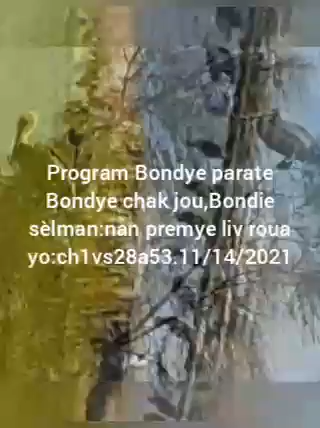 Program Bondye parate
Bondye chak jou,Bondie
sèlman:nan premye liv roua
yo:ch1vs28a53.11/14/2021